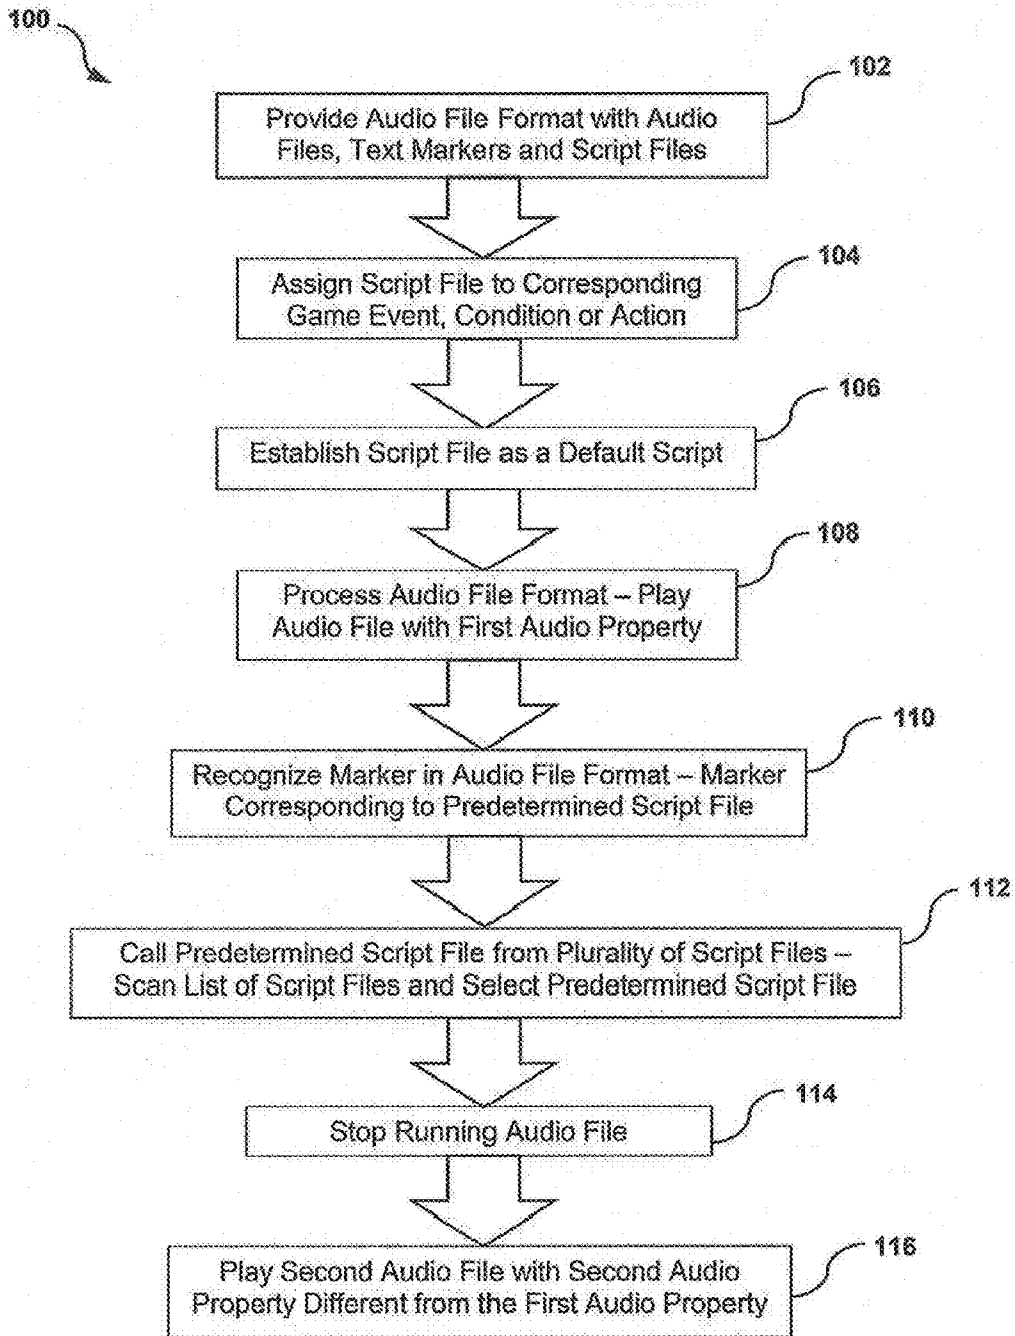 100
102
Provide Audio File Format with Audio
Files, Text Markers and Script Files
104
Assign Script File to Corresponding
Game Event, Condition or Action
106
Establish Script File as a Default Script
108
Process Audio File Format – Play
Audio File with First Audio Property
110
Recognize Marker in Audio File Format – Marker
Corresponding to Predetermined Script File
112
Call Predetermined Script File from Plurality of Script Files –
Scan List of Script Files and Select Predetermined Script File
114
Stop Running Audio File
116
Play Second Audio File with Second Audio
Property Different from the First Audio Property